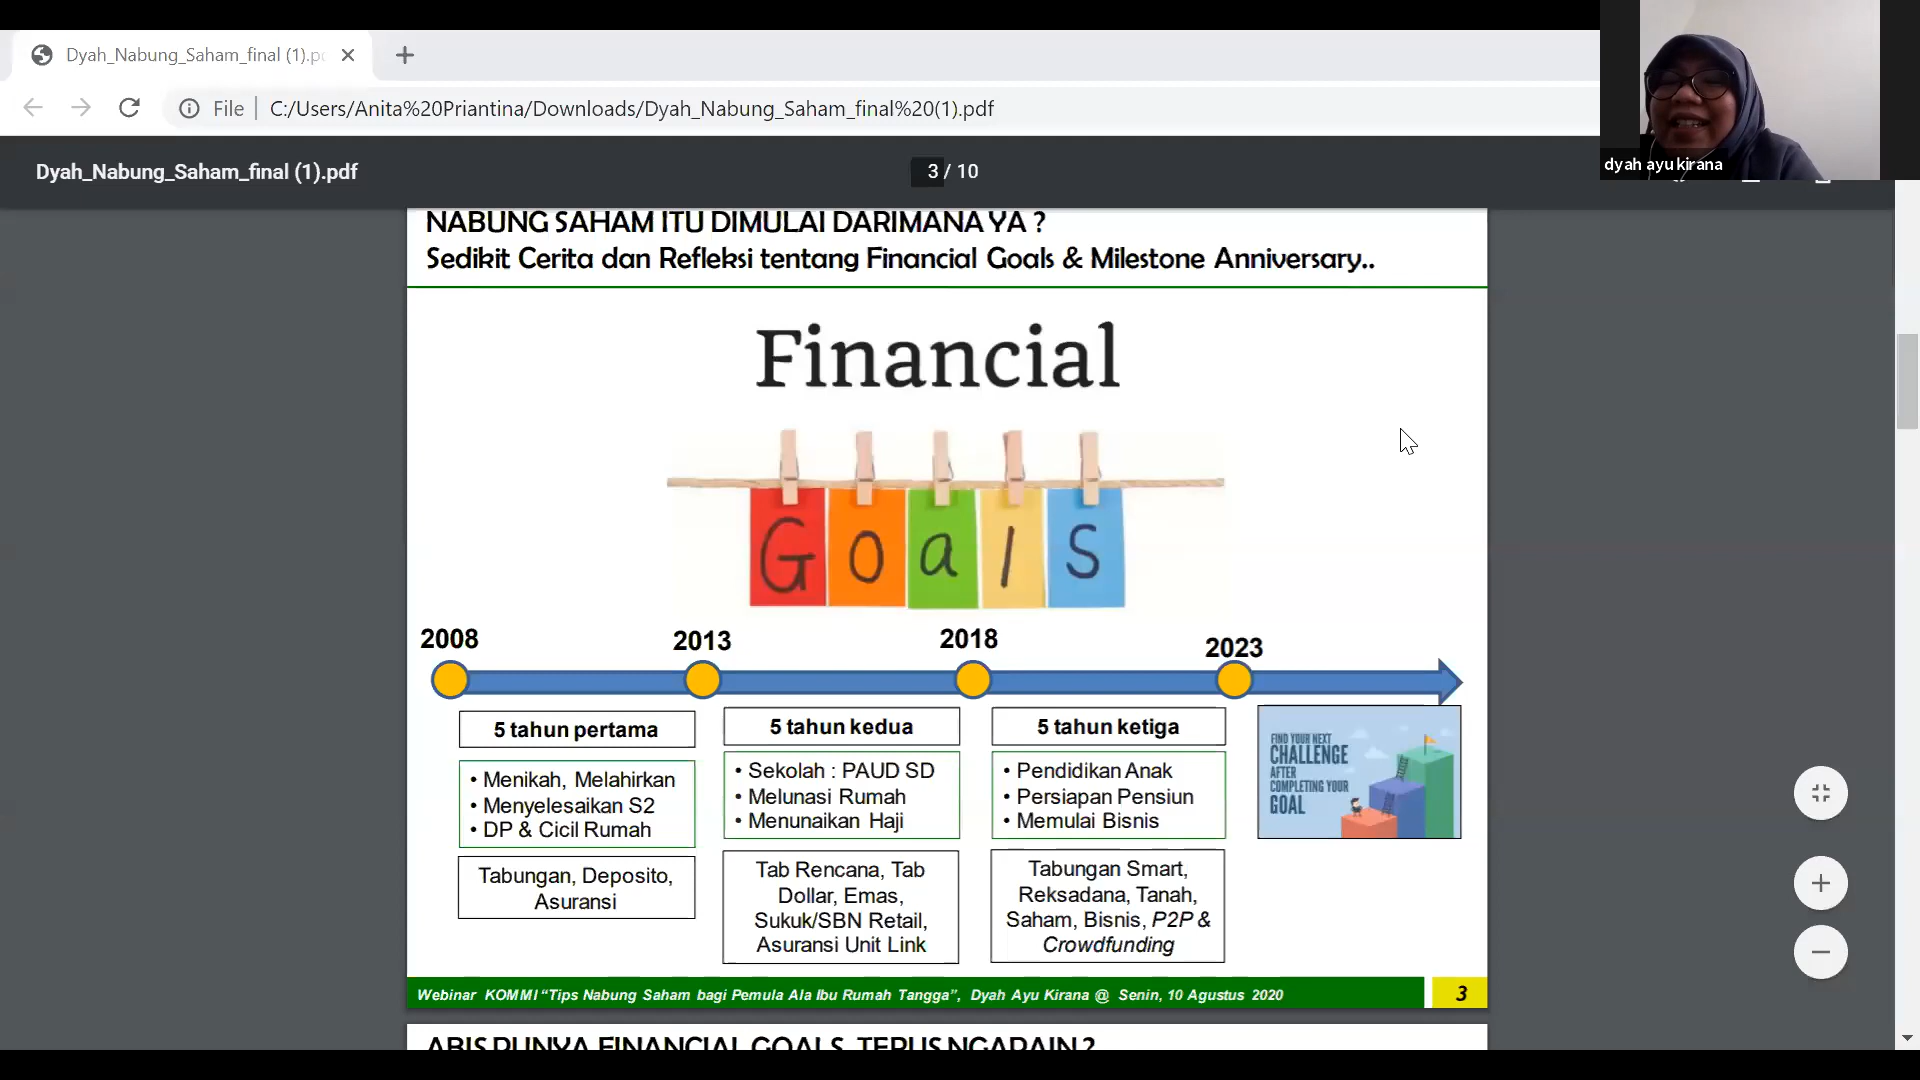 Dyah_Nabung_Saham_final (1).p
File
C:/Users/Anita%20Priantina/Downloads/Dyah_Nabung_Saham_final%20(1).pdf
dyah ayu kirana
Dyah_Nabung_Saham_final (1).pdf
3 / 10
NABUNG SAHAM ITU DIMULAI DARIMANA YA ?
Sedikit Cerita dan Refleksi tentang Financial Goals & Milestone Anniversary..
Financial
Goals
2008
2013
2018
2023
5 tahun pertama
• Menikah, Melahirkan
• Menyelesaikan S2
• DP & Cicil Rumah
Tabungan, Deposito,
Asuransi
5 tahun kedua
• Sekolah : PAUD SD
• Melunasi Rumah
• Menunaikan Haji
Tab Rencana, Tab
Dollar, Emas,
Sukuk/SBN Retail,
Asuransi Unit Link
5 tahun ketiga
• Pendidikan Anak
• Persiapan Pensiun
• Memulai Bisnis
Tabungan Smart,
Reksadana, Tanah,
Saham, Bisnis, P2P &
Crowdfunding
FIND YOUR NEXT
CHALLENGE
AFTER
COMPLETING YOUR
GOAL
Webinar KOMMI “Tips Nabung Saham bagi Pemula Ala Ibu Rumah Tangga”, Dyah Ayu Kirana @ Senin, 10 Agustus 2020
3
ABIS PUNYA FINANCIAL GOALS, TERUS NGAPAIN ?